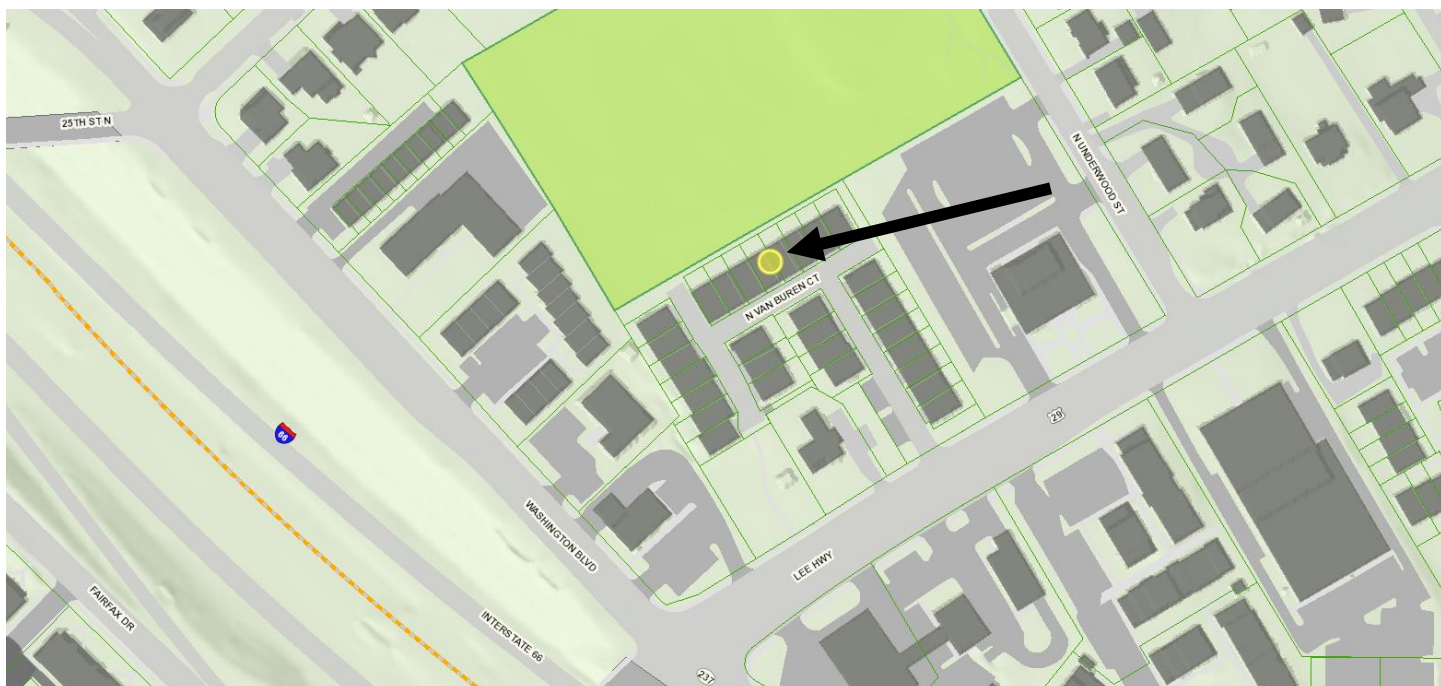 25TH ST N
N UNDERWOOD ST
N VAN BUREN CT
29
66
WASHINGTON BLVD
LEE HWY
FAIRFAX DR
INTERSTATE 66
237